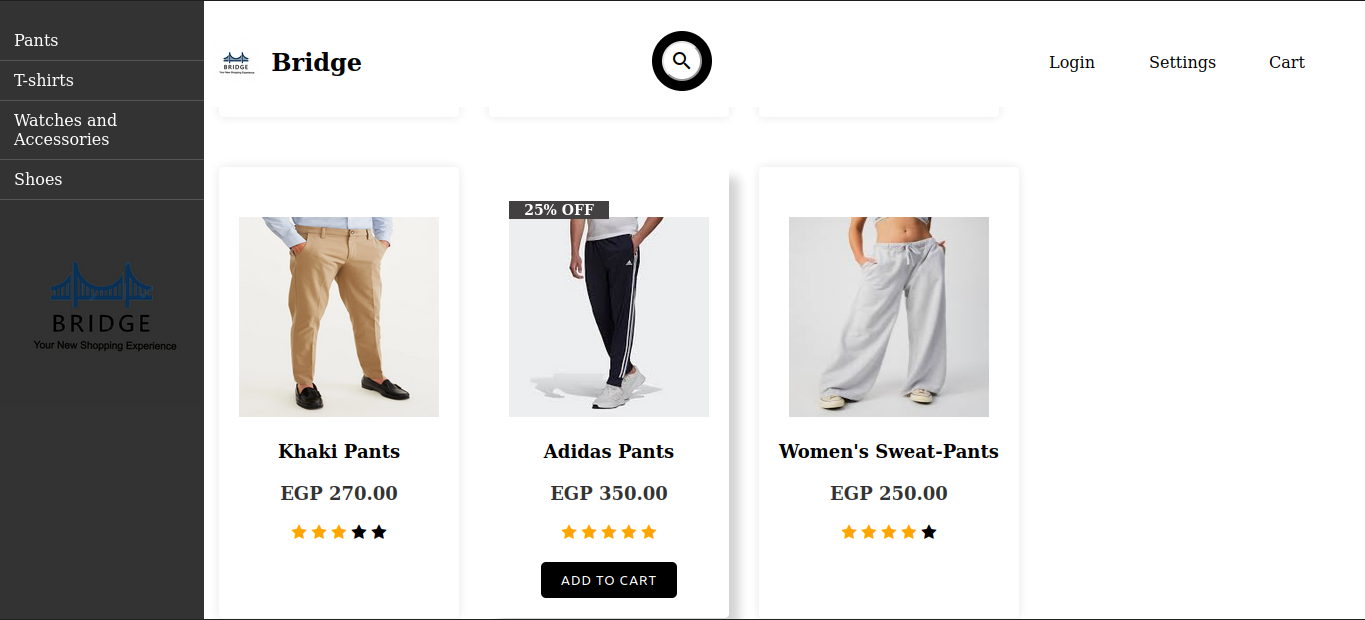 Pants
T-shirts
Watches and
Accessories
Shoes
BRIDGE
Your New Shopping Experience
BRIDGE
Your New Shopping Experience
Bridge
Login
Settings
Cart
25% OFF
Khaki Pants
EGP 270.00
Adidas Pants
EGP 350.00
ADD TO CART
Women's Sweat-Pants
EGP 250.00